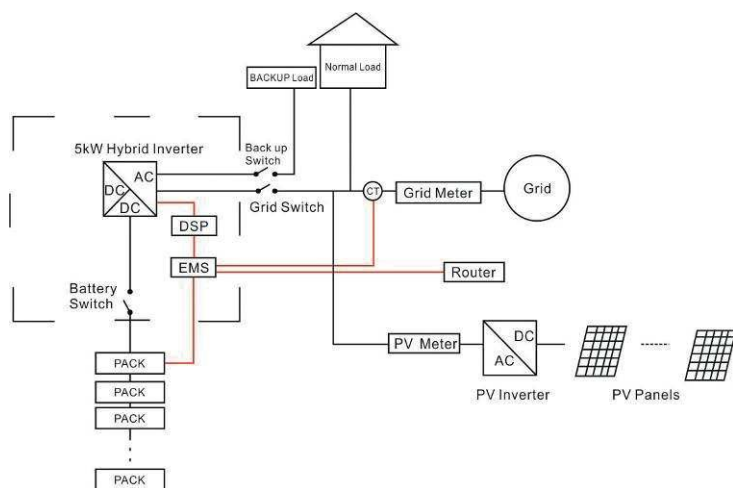 Normal Load
BACKUP Load
5kW Hybrid Inverter
Back up
Switch
AC
DC
DC
CT
Grid Meter
Grid
Grid Switch
DSP
EMS
Router
Battery
Switch
PACK
PACK
PACK
PACK
PV Meter
DC
AC
PV Inverter
PV Panels